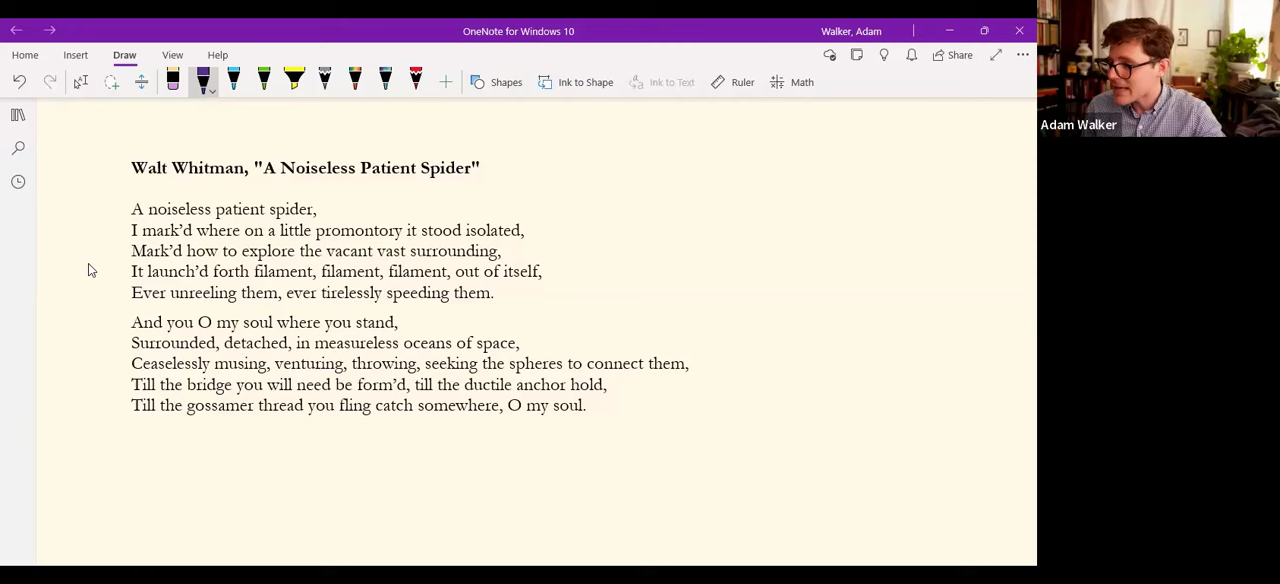 OneNote for Windows 10
Walker, Adam
Home
Insert
Draw
View
Help
Share
Shapes
Ink to Shape
Ink to Text
Ruler
Math
Adam Walker
Walt Whitman, "A Noiseless Patient Spider"
A noiseless patient spider,
I mark’d where on a little promontory it stood isolated,
Mark’d how to explore the vacant vast surrounding,
It launch’d forth filament, filament, filament, out of itself,
Ever unreeling them, ever tirelessly speeding them.
And you O my soul where you stand,
Surrounded, detached, in measureless oceans of space,
Ceaselessly musing, venturing, throwing, seeking the spheres to connect them,
Till the bridge you will need be form’d, till the ductile anchor hold,
Till the gossamer thread you fling catch somewhere, O my soul.